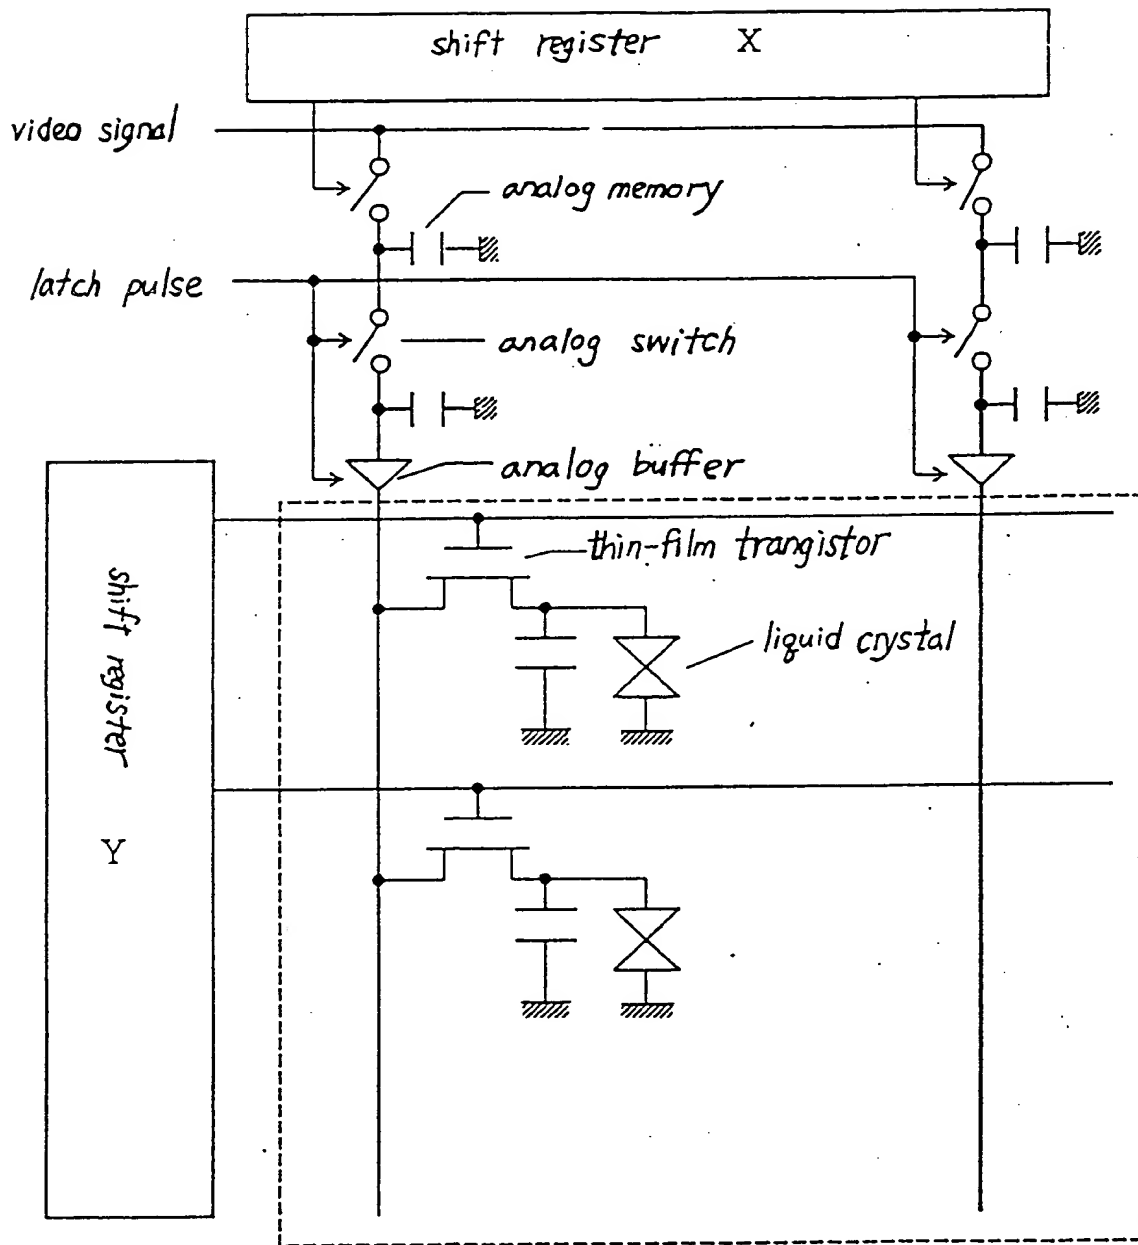 shift register X
video signal
analog memory
latch pulse
analog switch
analog buffer
thin-film trangistor
liquid crystal
shift register Y